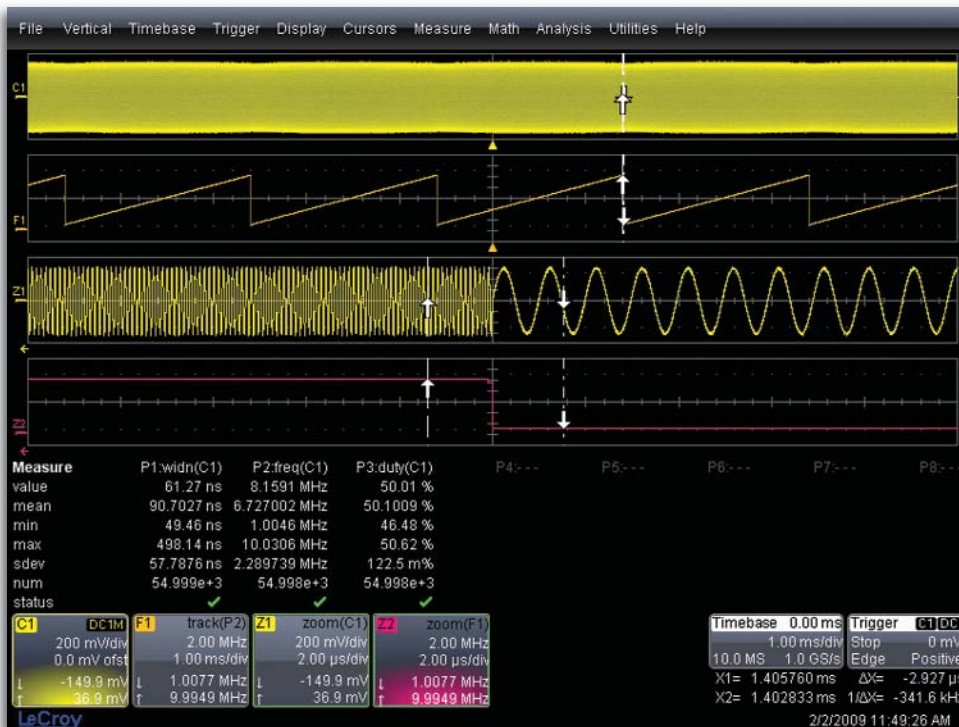 File Vertical Timebase Trigger Display Cursors Measure Math Analysis Utilities Help
C1
F1
Z1
Z2
Measure P1:widn(C1) P2:freq(C1) P3:duty(C1) P4:--- P5:--- P6:--- P7:--- P8:---
value 61.27 ns 8.1591 MHz 50.01 %
mean 90.7027 ns 6.727002 MHz 50.1009 %
min 49.46 ns 1.0046 MHz 46.48 %
max 498.14 ns 10.0306 MHz 50.62 %
sdev 57.7876 ns 2.289739 MHz 122.5 m%
num 54.999e+3 54.998e+3 54.998e+3
status
C1 DC1M F1 track(P2) Z1 zoom(C1) Z2 zoom(F1) Timebase 0.00 ms Trigger C1 DC
200 mV/div 2.00 MHz 200 mV/div 2.00 MHz 1.00 ms/div Stop 0 mV
0.0 mV ofst 1.00 ms/div 2.00 µs/div 2.00 µs/div 10.0 MS 1.0 GS/s Edge Positive
-149.9 mV 1.0077 MHz -149.9 mV 1.0077 MHz X1= 1.405760 ms ΔX= -2.927 µs
36.9 mV 9.9949 MHz 36.9 mV 9.9949 MHz X2= 1.402833 ms 1/ΔX= -341.6 kHz
LeCroy 2/2/2009 11:49:26 AM